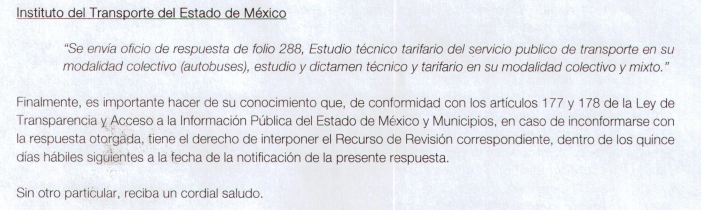 Instituto del Transporte del Estado de México
"Se envía oficio de respuesta de folio 288, Estudio técnico tarifario del servicio publico de transporte en su
modalidad colectivo (autobuses), estudio y dictamen técnico y tarifario en su modalidad colectivo y mixto."
Finalmente, es importante hacer de su conocimiento que, de conformidad con los artículos 177 y 178 de la Ley de
Transparencia y Acceso a la Información Pública del Estado de México y Municipios, en caso de inconformarse con
la respuesta otorgada, tiene el derecho de interponer el Recurso de Revisión correspondiente, dentro de los quince
días hábiles siguientes a la fecha de la notificación de la presente respuesta.
Sin otro particular, reciba un cordial saludo.